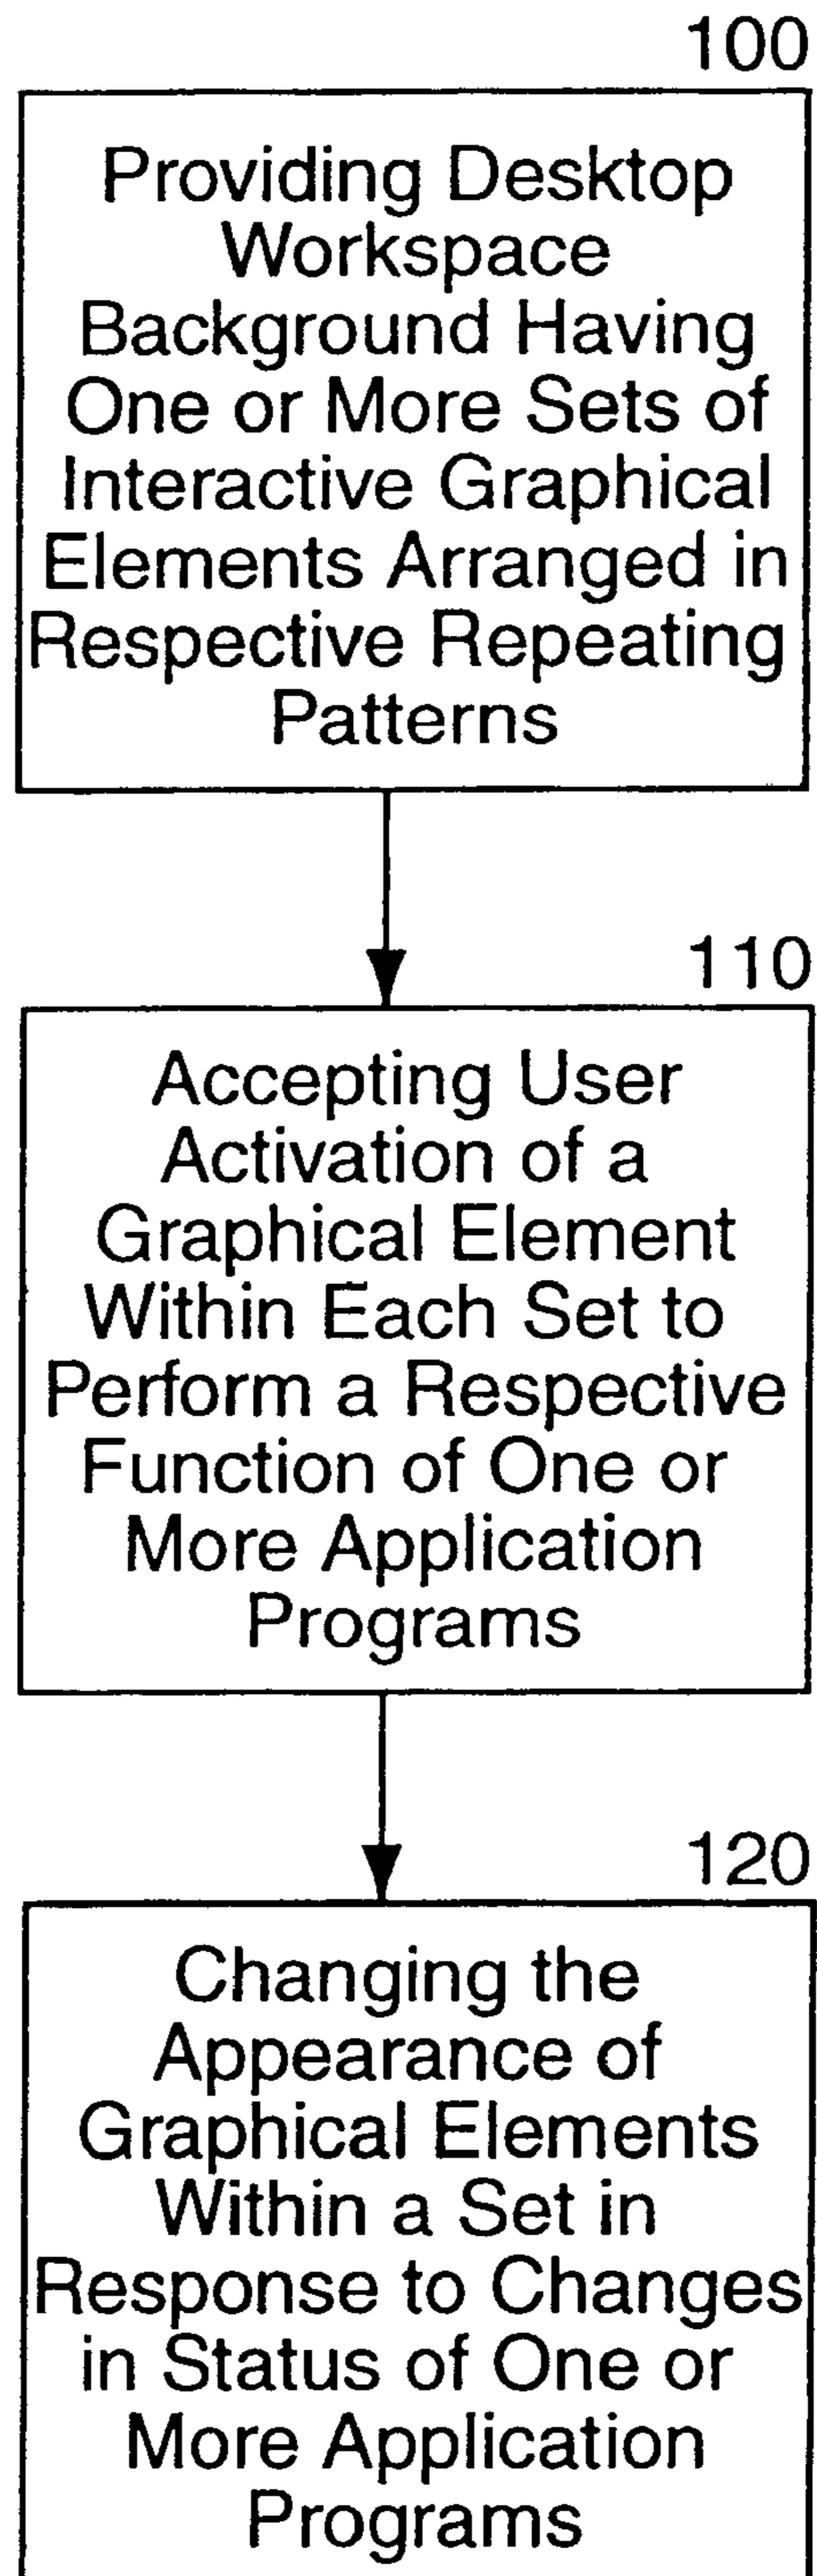 100
Providing Desktop
Workspace
Background Having
One or More Sets of
Interactive Graphical
Elements Arranged in
Respective Repeating
Patterns
110
Accepting User
Activation of a
Graphical Element
Within Each Set to
Perform a Respective
Function of One or
More Application
Programs
120
Changing the
Appearance of
Graphical Elements
Within a Set in
Response to Changes
in Status of One or
More Application
Programs